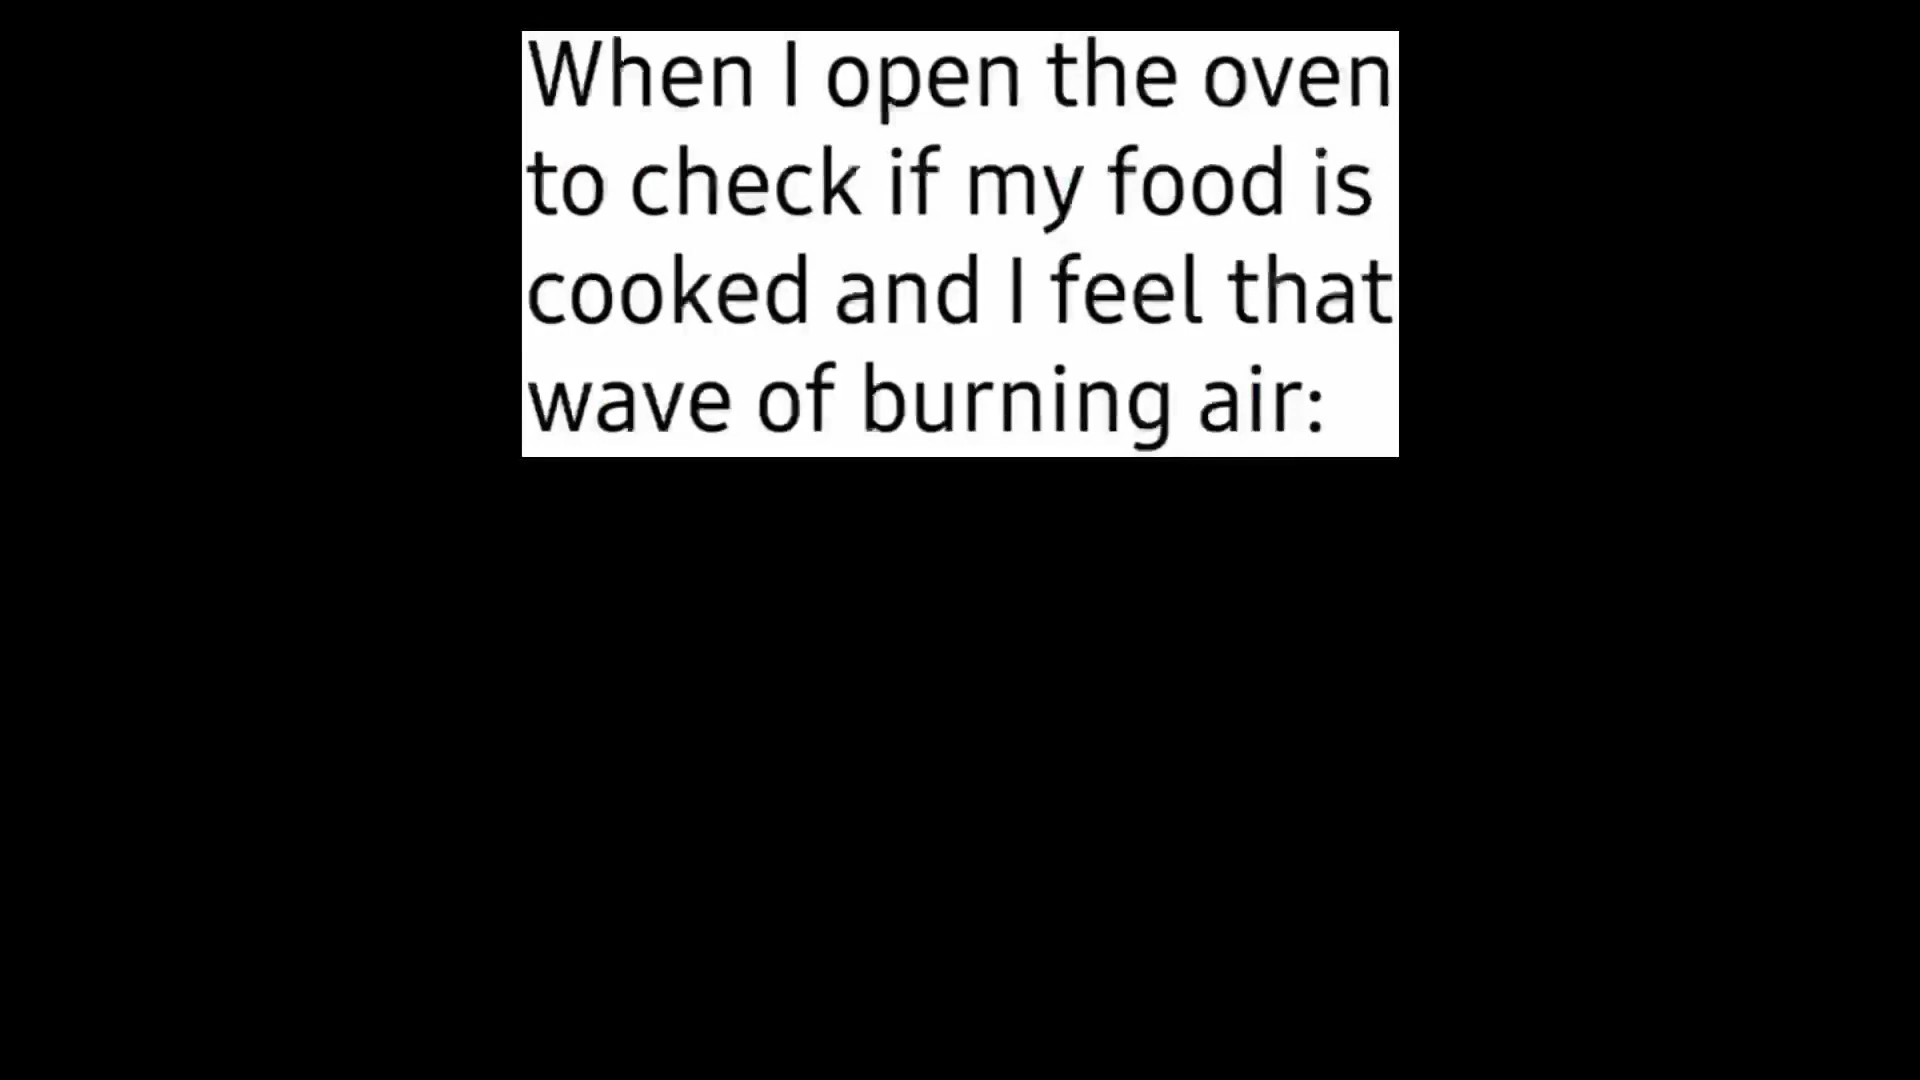 When I open the oven
to check if my food is
cooked and I feel that
wave of burning air: